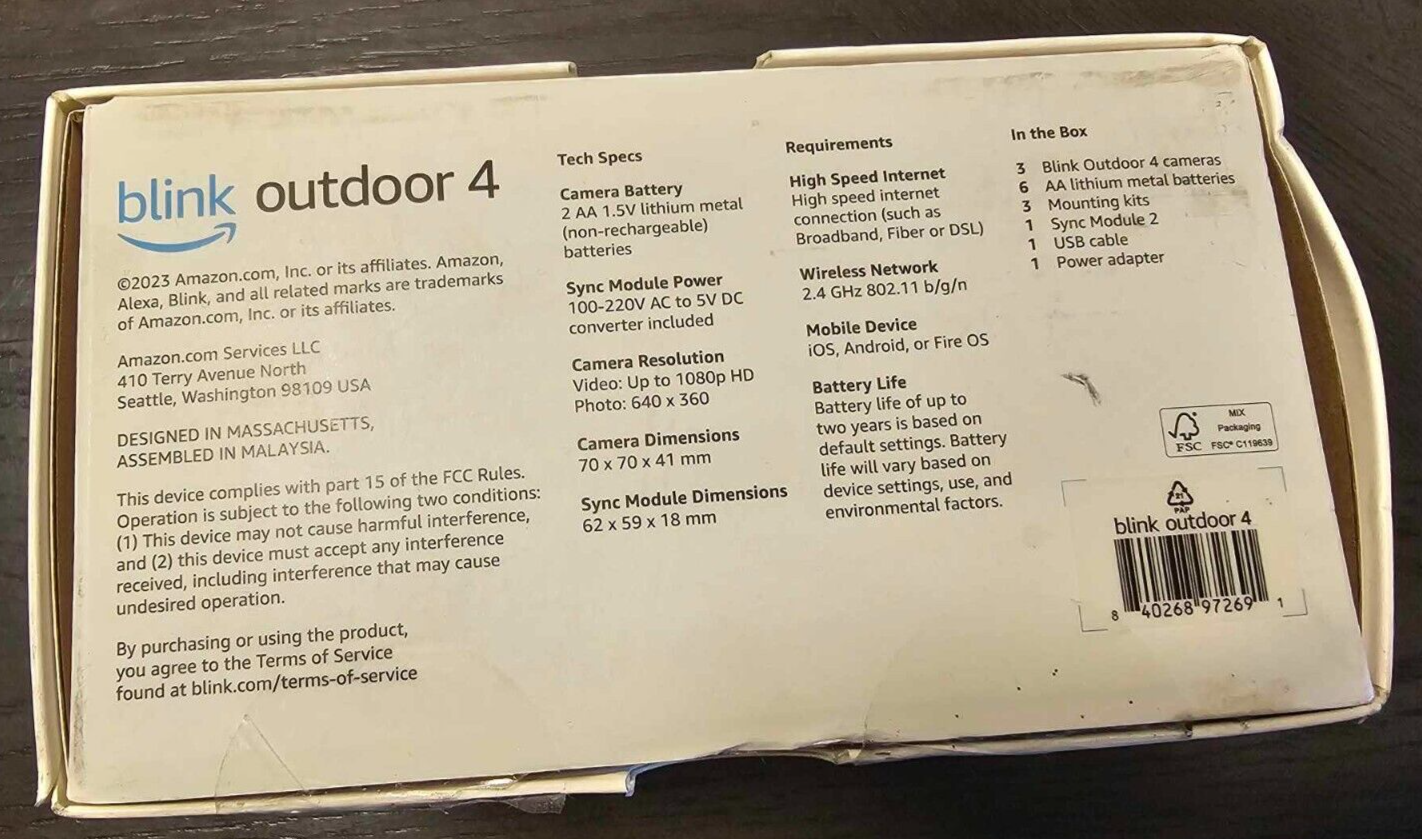 blink outdoor 4
©2023 Amazon.com, Inc. or its affiliates. Amazon,
Alexa, Blink, and all related marks are trademarks
of Amazon.com, Inc. or its affiliates.
Amazon.com Services LLC
410 Terry Avenue North
Seattle, Washington 98109 USA
DESIGNED IN MASSACHUSETTS,
ASSEMBLED IN MALAYSIA.
This device complies with part 15 of the FCC Rules.
Operation is subject to the following two conditions:
(1) This device may not cause harmful interference,
and (2) this device must accept any interference
received, including interference that may cause
undesired operation.
By purchasing or using the product,
you agree to the Terms of Service
found at blink.com/terms-of-service
Tech Specs
Camera Battery
2 AA 1.5V lithium metal
(non-rechargeable)
batteries
Sync Module Power
100-220V AC to 5V DC
converter included
Camera Resolution
Video: Up to 1080p HD
Photo: 640 x 360
Camera Dimensions
70 x 70 x 41 mm
Sync Module Dimensions
62 x 59 x 18 mm
Requirements
High Speed Internet
High speed internet
connection (such as
Broadband, Fiber or DSL)
Wireless Network
2.4 GHz 802.11 b/g/n
Mobile Device
iOS, Android, or Fire OS
Battery Life
Battery life of up to
two years is based on
default settings. Battery
life will vary based on
device settings, use, and
environmental factors.
In the Box
3 Blink Outdoor 4 cameras
6 AA lithium metal batteries
3 Mounting kits
1 Sync Module 2
1 USB cable
1 Power adapter
FSC
MIX
Packaging
FSC® C119639
21
PAP
blink outdoor 4
8 40268 97269 1